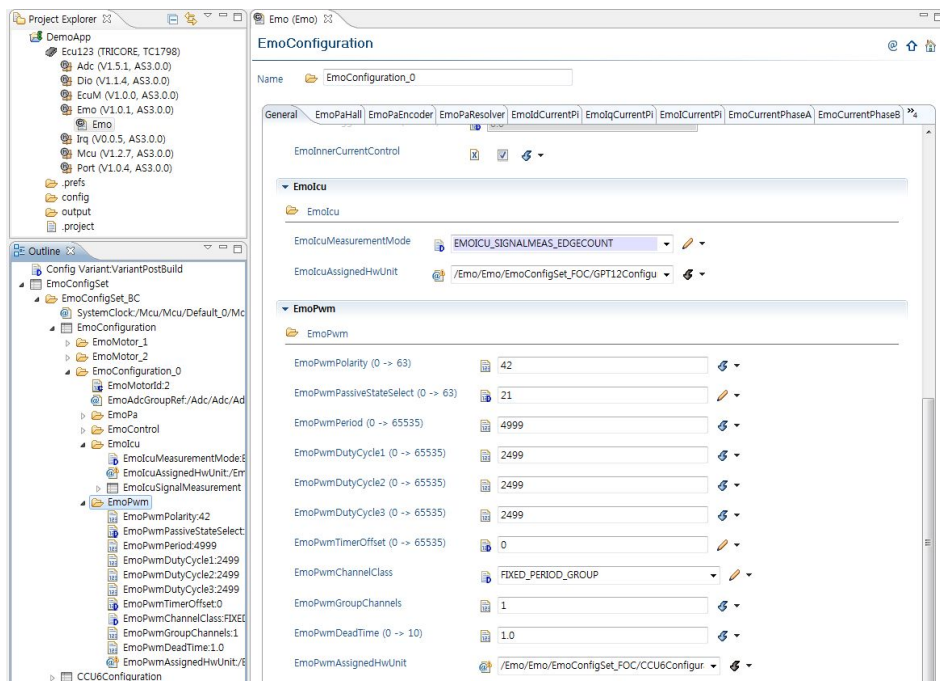 Project Explorer
DemoApp
Ecu123 (TRICORE, TC1798)
Adc (V1.5.1, AS3.0.0)
Dio (V1.1.4, AS3.0.0)
EcuM (V1.0.0, AS3.0.0)
Emo (V1.0.1, AS3.0.0)
Emo
Irq (V0.0.5, AS3.0.0)
Mcu (V1.2.7, AS3.0.0)
Port (V1.0.4, AS3.0.0)
.prefs
config
output
.project
Outline
Config Variant:VariantPostBuild
EmoConfigSet
EmoConfigSet_BC
SystemClock:/Mcu/Mcu/Default_0/Mc
EmoConfiguration
EmoMotor_1
EmoMotor_2
EmoConfiguration_0
EmoMotorId:2
EmoAdcGroupRef:/Adc/Adc/Ad
EmoPa
EmoControl
EmoIcu
EmoIcuMeasurementMode:E
EmoIcuAssignedHwUnit:/Em
EmoIcuSignalMeasurement
EmoPwm
EmoPwmPolarity:42
EmoPwmPassiveStateSelect:
EmoPwmPeriod:4999
EmoPwmDutyCycle1:2499
EmoPwmDutyCycle2:2499
EmoPwmDutyCycle3:2499
EmoPwmTimerOffset:0
EmoPwmChannelClass:FIXED
EmoPwmGroupChannels:1
EmoPwmDeadTime:1.0
EmoPwmAssignedHwUnit:/E
CCU6Configuration
Emo (Emo)
EmoConfiguration
Name EmoConfiguration_0
General EmoPaHall EmoPaEncoder EmoPaResolver EmoIdCurrentPi EmoIqCurrentPi EmoICurrentPi EmoCurrentPhaseA EmoCurrentPhaseB »4
EmoInnerCurrentControl
EmoIcu
EmoIcu
EmoIcuMeasurementMode EMOICU_SIGNALMEAS_EDGECOUNT
EmoIcuAssignedHwUnit /Emo/Emo/EmoConfigSet_FOC/GPT12Configu
EmoPwm
EmoPwm
EmoPwmPolarity (0 -> 63) 42
EmoPwmPassiveStateSelect (0 -> 63) 21
EmoPwmPeriod (0 -> 65535) 4999
EmoPwmDutyCycle1 (0 -> 65535) 2499
EmoPwmDutyCycle2 (0 -> 65535) 2499
EmoPwmDutyCycle3 (0 -> 65535) 2499
EmoPwmTimerOffset (0 -> 65535) 0
EmoPwmChannelClass FIXED_PERIOD_GROUP
EmoPwmGroupChannels 1
EmoPwmDeadTime (0 -> 10) 1.0
EmoPwmAssignedHwUnit /Emo/Emo/EmoConfigSet_FOC/CCU6Configur